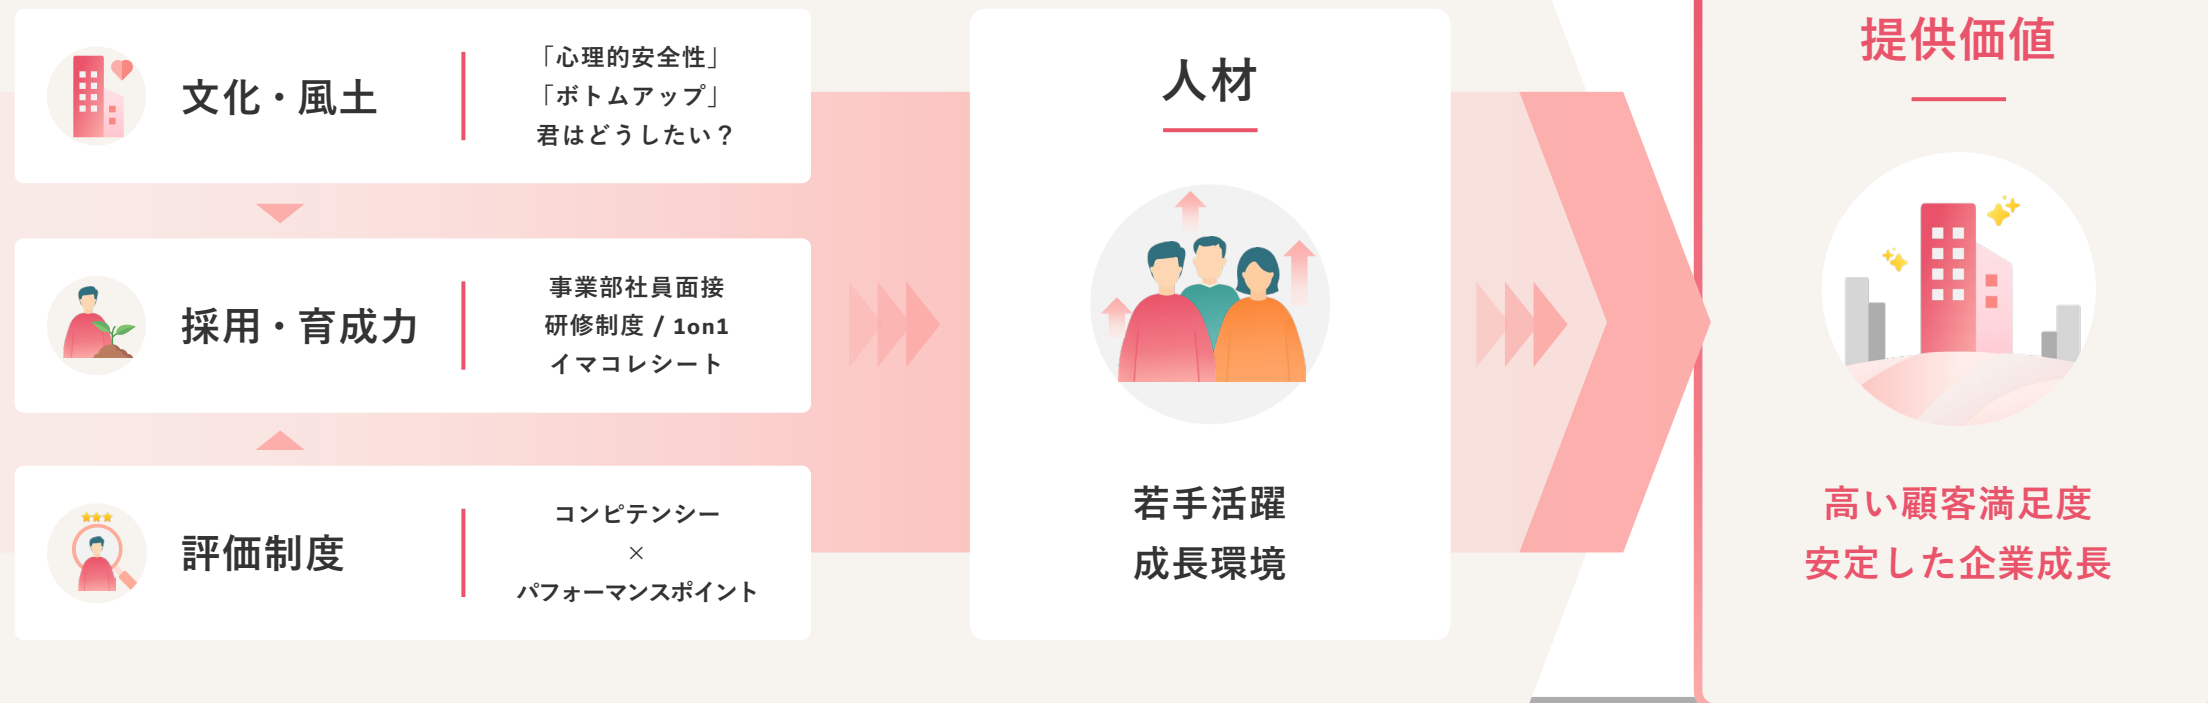 文化・風土
「心理的安全性」
「ボトムアップ」
君はどうしたい？
採用・育成力
事業部社員面接
研修制度 / 1on1
イマコレシート
評価制度
コンピテンシー
×
パフォーマンスポイント
人材
若手活躍
成長環境
提供価値
高い顧客満足度
安定した企業成長